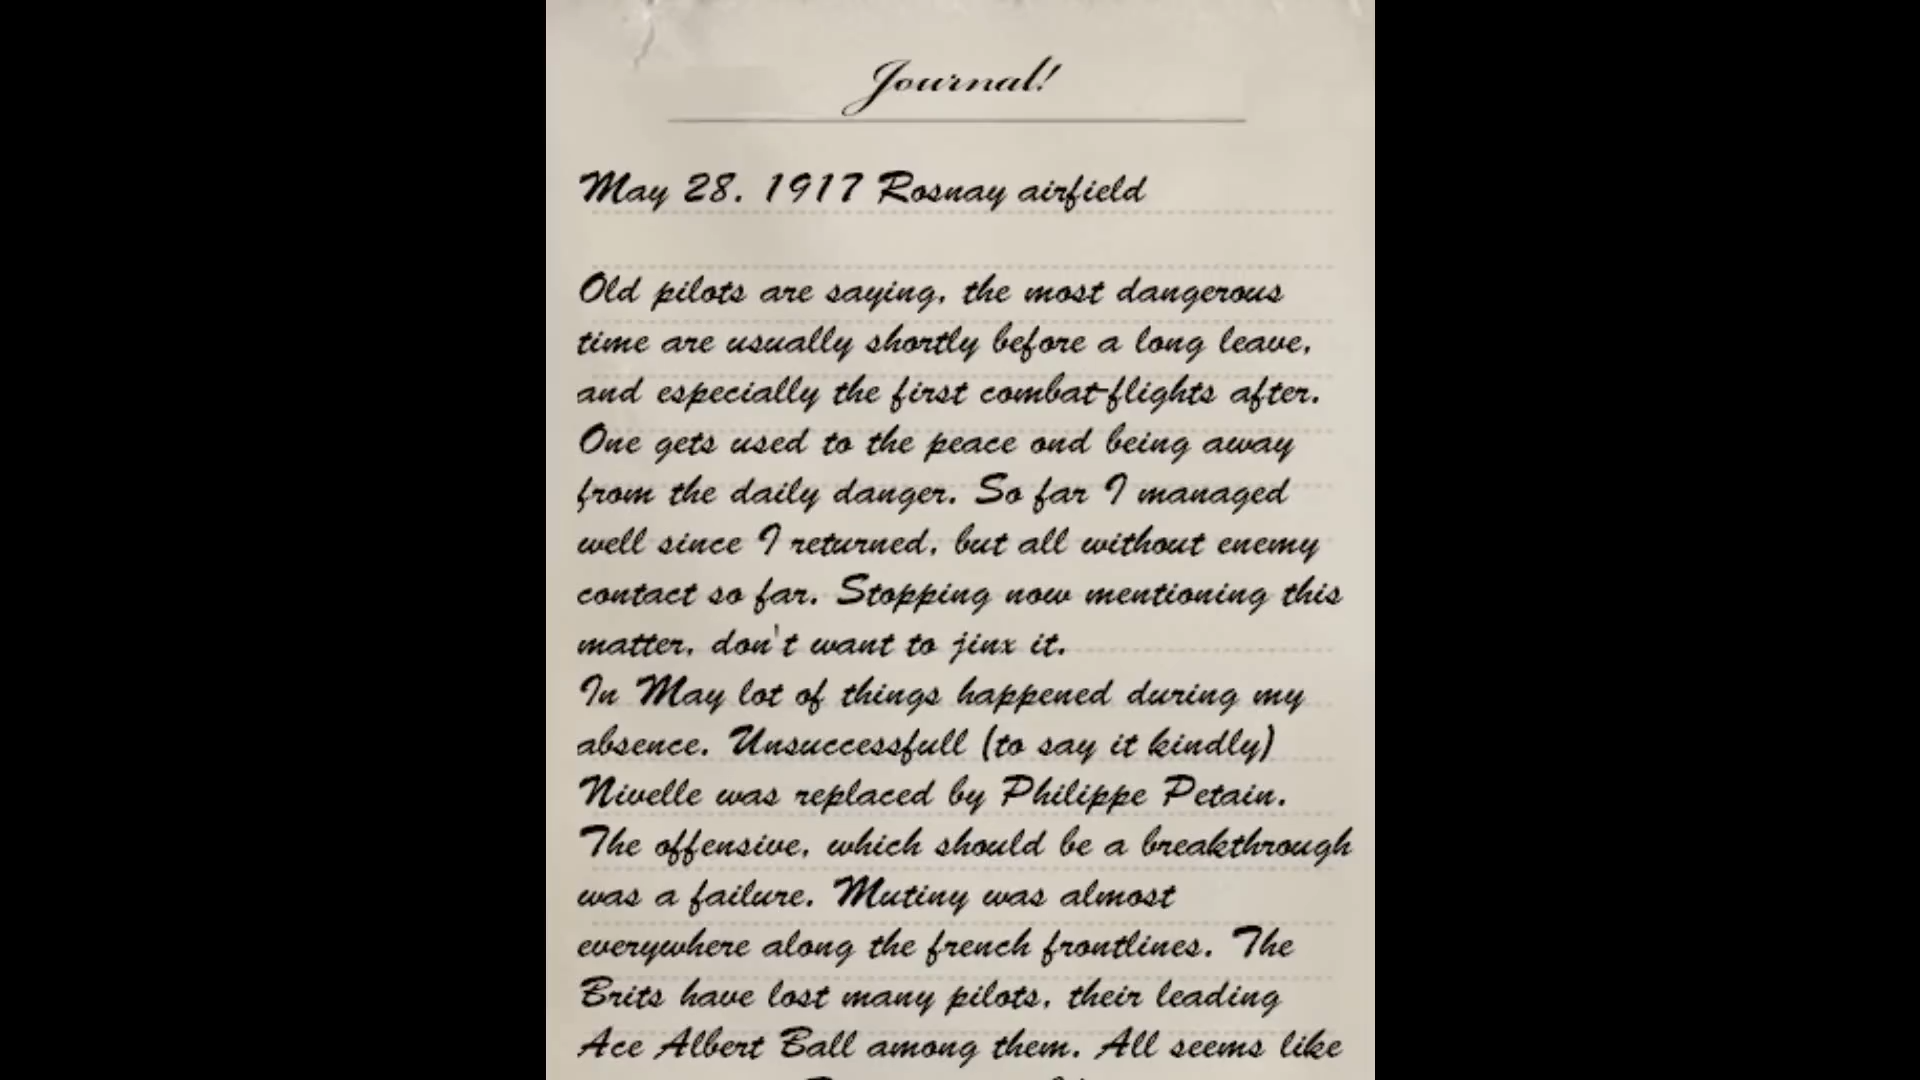 Journal!
May 28. 1917 Rosnay airfield
Old pilots are saying, the most dangerous
time are usually shortly before a long leave,
and especially the first combat-flights after.
One gets used to the peace ond being away
from the daily danger. So far I managed
well since I returned, but all without enemy
contact so far. Stopping now mentioning this
matter, don't want to jinx it.
In May lot of things happened during my
absence. Unsuccessfull (to say it kindly)
Nivelle was replaced by Philippe Petain.
The offensive, which should be a breakthrough
was a failure. Mutiny was almost
everywhere along the french frontlines. The
Brits have lost many pilots, their leading
Ace Albert Ball among them. All seems like